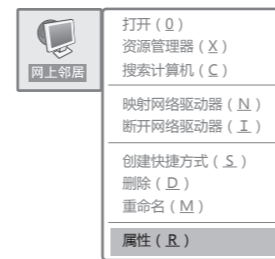 网上邻居
打开(0)
资源管理器(X)
搜索计算机(C)
映射网络驱动器(N)
断开网络驱动器(I)
创建快捷方式(S)
删除(D)
重命名(M)
属性(R)